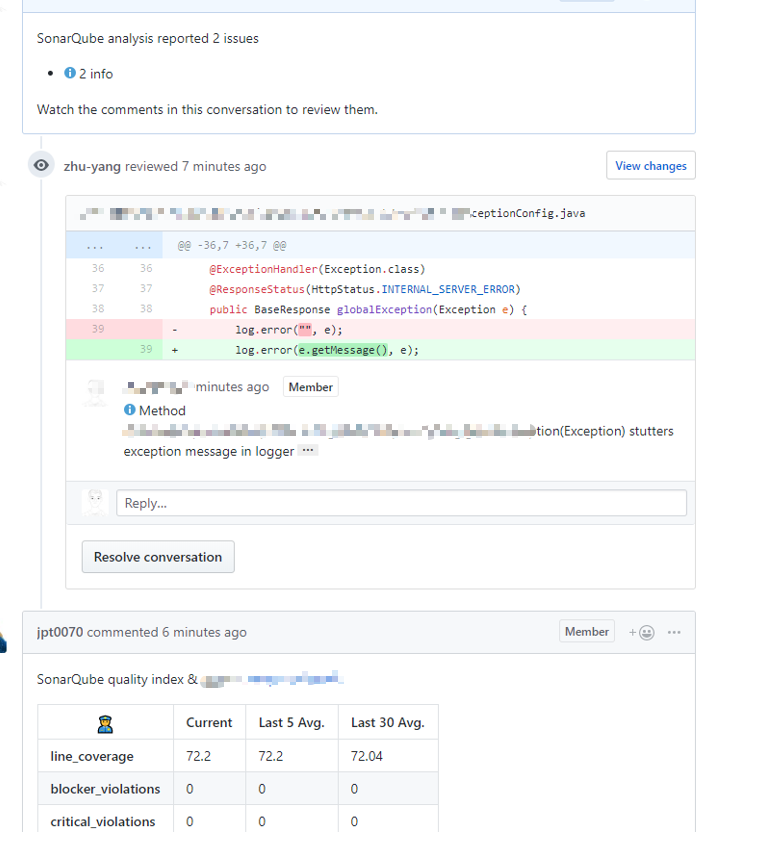 SonarQube analysis reported 2 issues
• 2 info
Watch the comments in this conversation to review them.
zhu-yang reviewed 7 minutes ago
View changes
ceptionConfig.java
... ... @@ -36,7 +36,7 @@
36 36 @ExceptionHandler(Exception.class)
37 37 @ResponseStatus(HttpStatus.INTERNAL_SERVER_ERROR)
38 38 public BaseResponse globalException(Exception e) {
39 - log.error("", e);
39 + log.error(e.getMessage(), e);
minutes ago Member
Method
tion(Exception) stutters
exception message in logger ...
Reply...
Resolve conversation
jpt0070 commented 6 minutes ago
Member
SonarQube quality index &
Current Last 5 Avg. Last 30 Avg.
line_coverage 72.2 72.2 72.04
blocker_violations 0 0 0
critical_violations 0 0 0